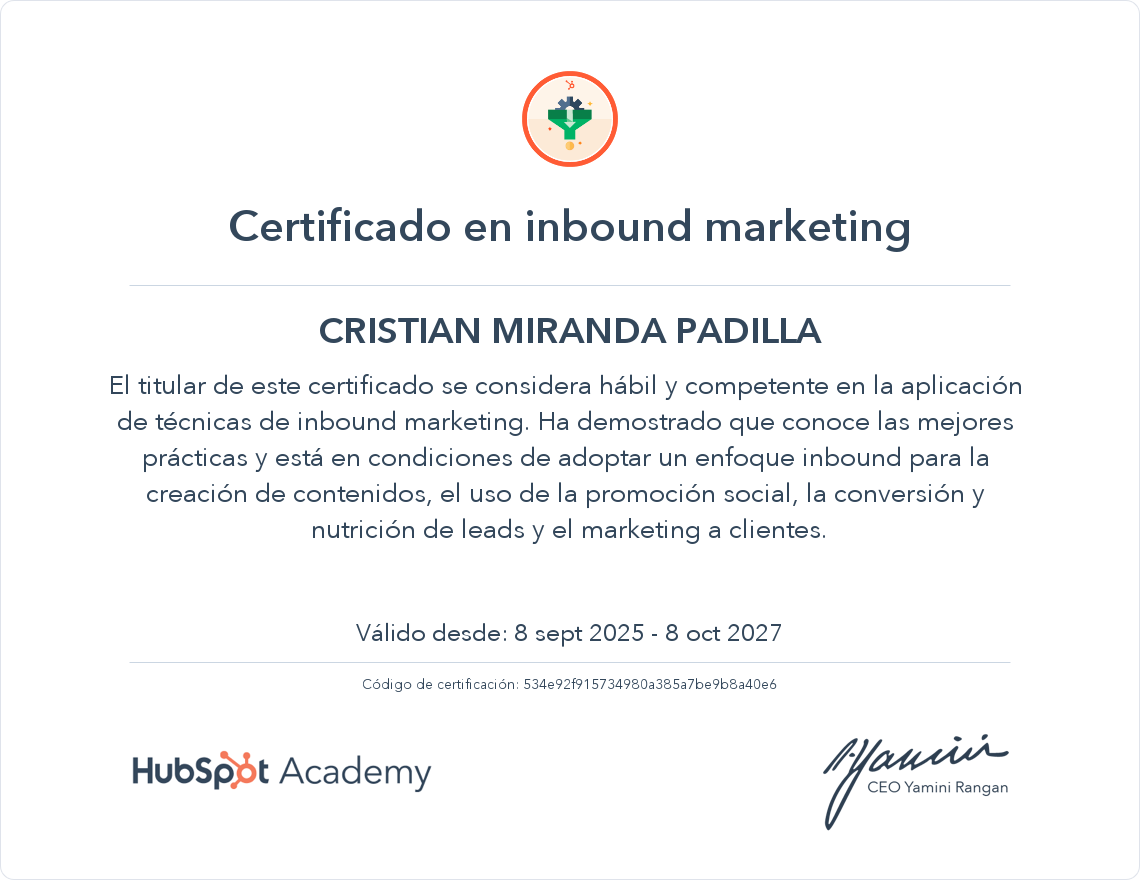 Certificado en inbound marketing
CRISTIAN MIRANDA PADILLA
El titular de este certificado se considera hábil y competente en la aplicación
de técnicas de inbound marketing. Ha demostrado que conoce las mejores
prácticas y está en condiciones de adoptar un enfoque inbound para la
creación de contenidos, el uso de la promoción social, la conversión y
nutrición de leads y el marketing a clientes.
Válido desde: 8 sept 2025 - 8 oct 2027
Código de certificación: 534e92f915734980a385a7be9b8a40e6
HubSpot Academy
Yamini
CEO Yamini Rangan